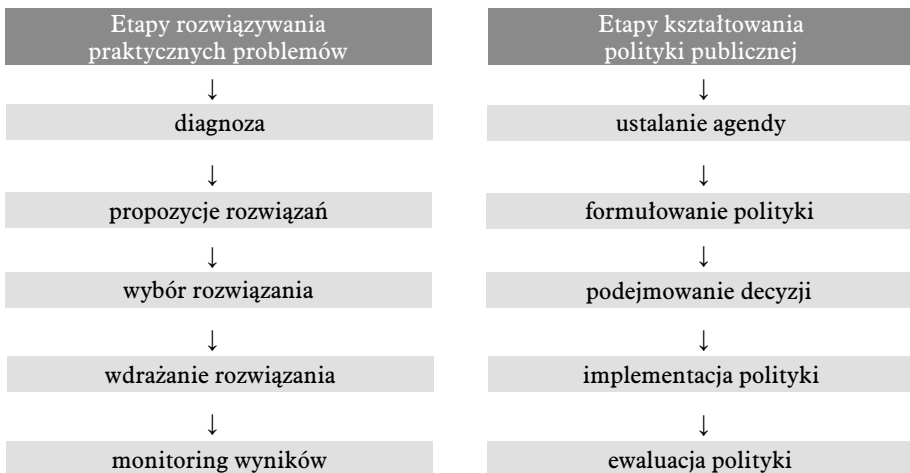 Etapy rozwiązywania
praktycznych problemów
↓
diagnoza
↓
propozycje rozwiązań
↓
wybór rozwiązania
↓
wdrażanie rozwiązania
↓
monitoring wyników
Etapy kształtowania
polityki publicznej
↓
ustalanie agendy
↓
formułowanie polityki
↓
podejmowanie decyzji
↓
implementacja polityki
↓
ewaluacja polityki